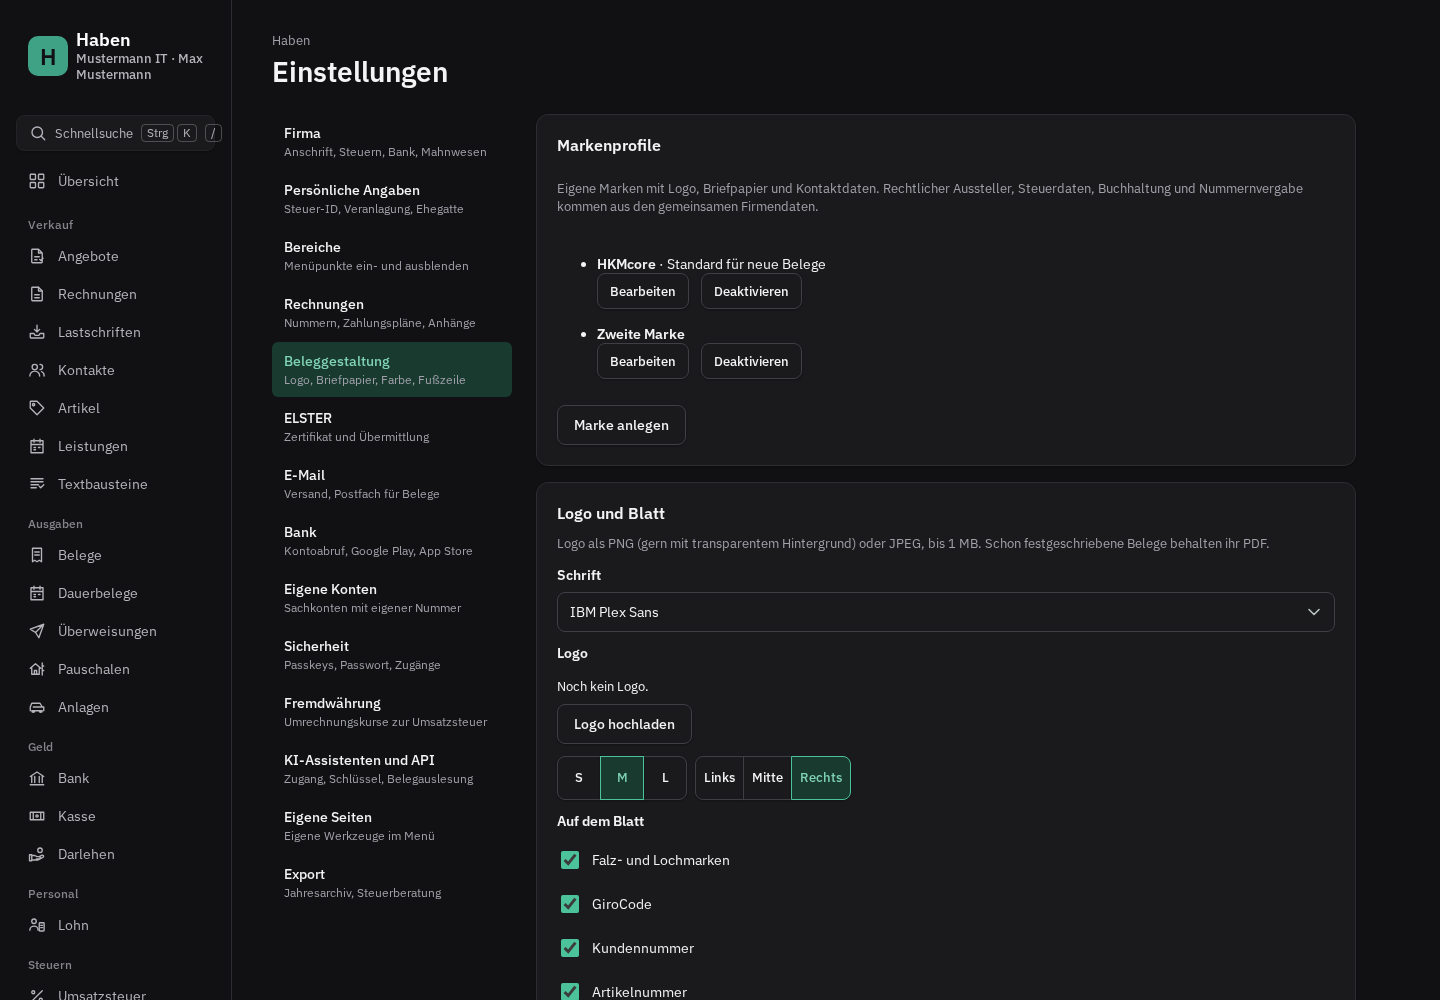 H
Haben
Mustermann IT · Max
Mustermann
Schnellsuche Strg K /
Übersicht
Verkauf
Angebote
Rechnungen
Lastschriften
Kontakte
Artikel
Leistungen
Textbausteine
Ausgaben
Belege
Dauerbelege
Überweisungen
Pauschalen
Anlagen
Geld
Bank
Kasse
Darlehen
Personal
Lohn
Steuern
Umsatzsteuer
Haben
Einstellungen
Firma
Anschrift, Steuern, Bank, Mahnwesen
Persönliche Angaben
Steuer-ID, Veranlagung, Ehegatte
Bereiche
Menüpunkte ein- und ausblenden
Rechnungen
Nummern, Zahlungspläne, Anhänge
Beleggestaltung
Logo, Briefpapier, Farbe, Fußzeile
ELSTER
Zertifikat und Übermittlung
E-Mail
Versand, Postfach für Belege
Bank
Kontoabruf, Google Play, App Store
Eigene Konten
Sachkonten mit eigener Nummer
Sicherheit
Passkeys, Passwort, Zugänge
Fremdwährung
Umrechnungskurse zur Umsatzsteuer
KI-Assistenten und API
Zugang, Schlüssel, Belegauslesung
Eigene Seiten
Eigene Werkzeuge im Menü
Export
Jahresarchiv, Steuerberatung
Markenprofile
Eigene Marken mit Logo, Briefpapier und Kontaktdaten. Rechtlicher Aussteller, Steuerdaten, Buchhaltung und Nummernvergabe
kommen aus den gemeinsamen Firmendaten.
HKMcore · Standard für neue Belege
Bearbeiten Deaktivieren
Zweite Marke
Bearbeiten Deaktivieren
Marke anlegen
Logo und Blatt
Logo als PNG (gern mit transparentem Hintergrund) oder JPEG, bis 1 MB. Schon festgeschriebene Belege behalten ihr PDF.
Schrift
IBM Plex Sans
Logo
Noch kein Logo.
Logo hochladen
S M L Links Mitte Rechts
Auf dem Blatt
Falz- und Lochmarken
GiroCode
Kundennummer
Artikelnummer